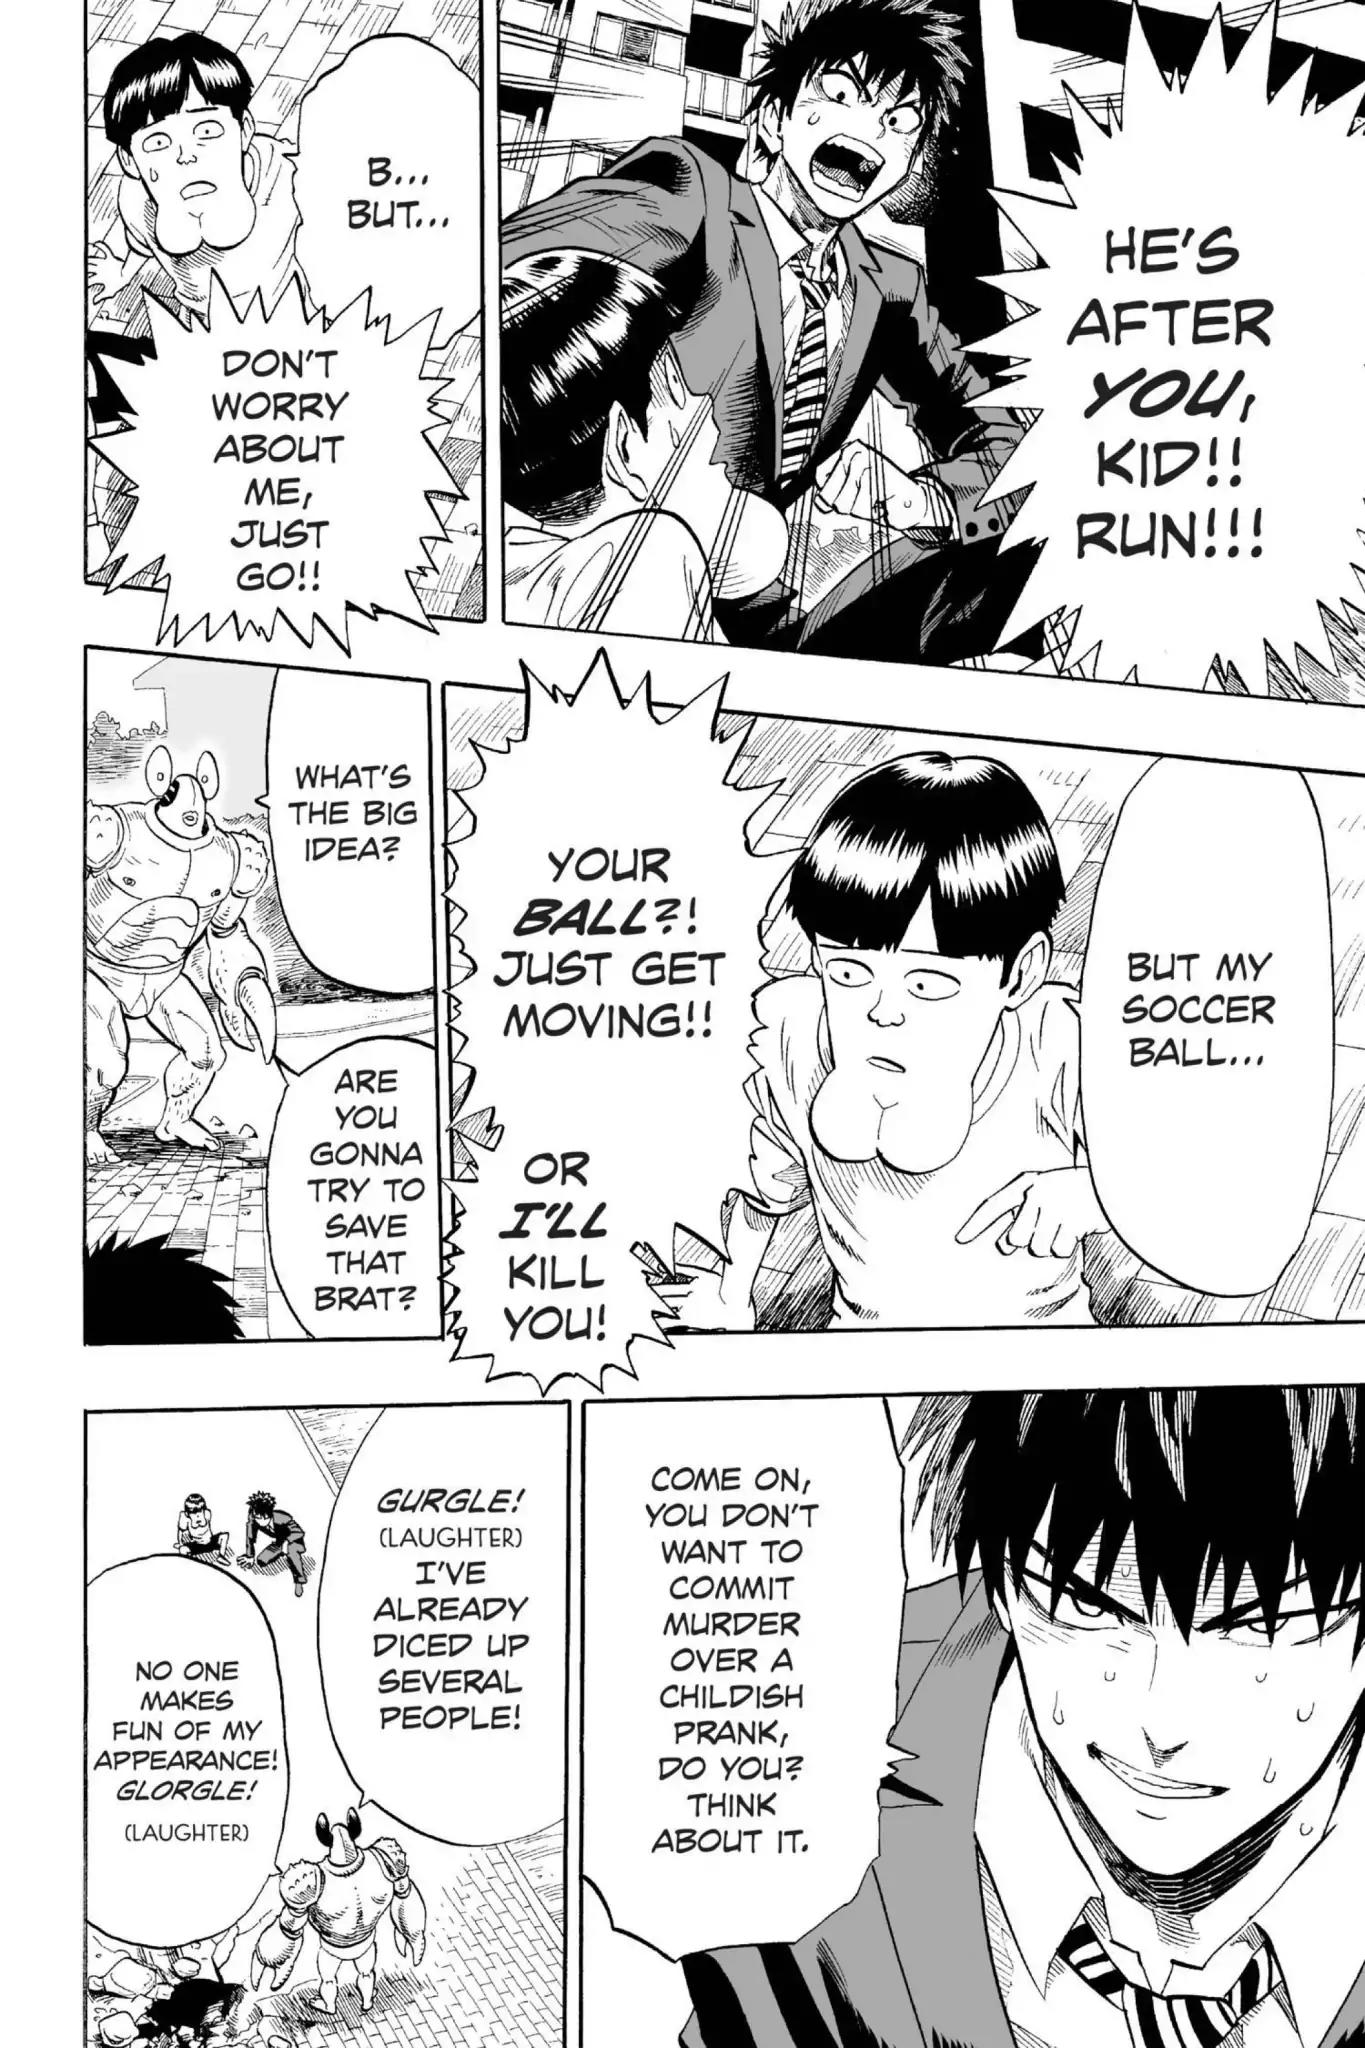 HE'S
AFTER
YOU,
KID!!
RUN!!!
B...
BUT...
DON'T
WORRY
ABOUT
ME,
JUST
GO!!
BUT MY
SOCCER
BALL...
YOUR
BALL?!
JUST GET
MOVING!!
OR
I'LL
KILL
YOU!
WHAT'S
THE BIG
IDEA?
ARE
YOU
GONNA
TRY TO
SAVE
THAT
BRAT?
COME ON,
YOU DON'T
WANT TO
COMMIT
MURDER
OVER A
CHILDISH
PRANK,
DO YOU?
THINK
ABOUT IT.
GURGLE!
(LAUGHTER)
I'VE
ALREADY
DICED UP
SEVERAL
PEOPLE!
NO ONE
MAKES
FUN OF MY
APPEARANCE!
GLORGLE!
(LAUGHTER)